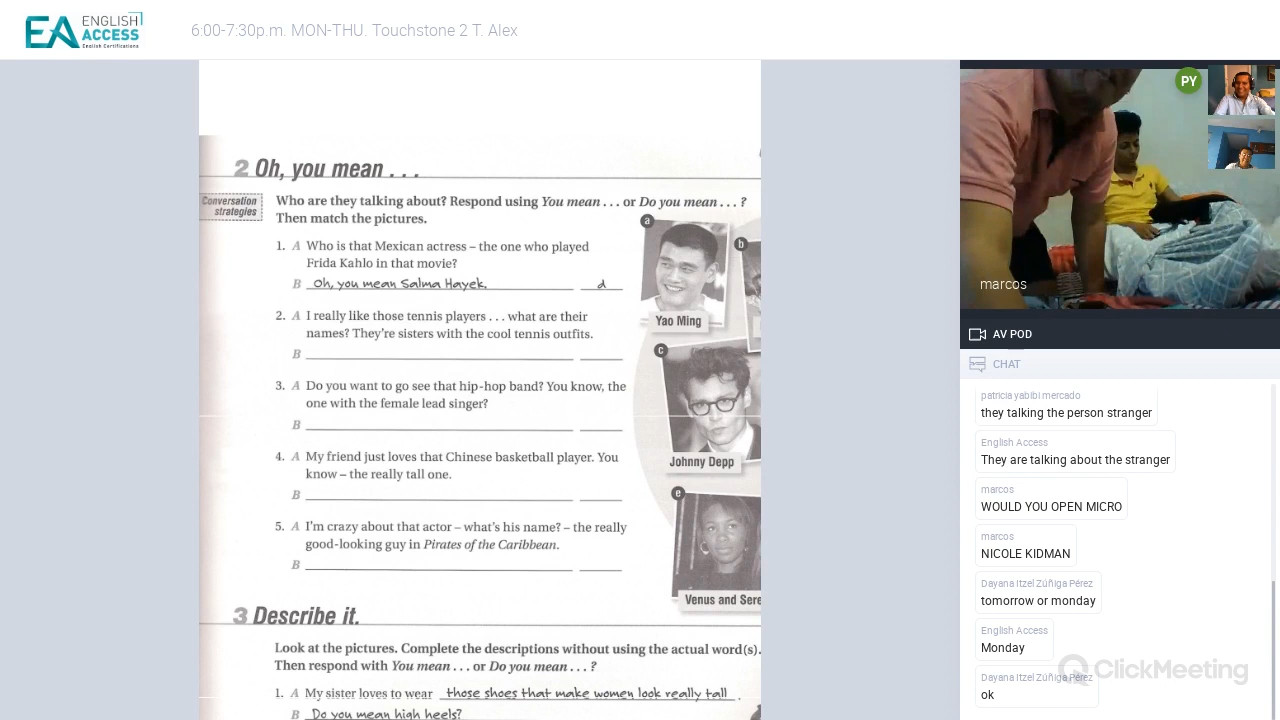 ENGLISH
EA ACCESS
English Certifications
6:00-7:30p.m. MON-THU. Touchstone 2 T. Alex
2 Oh, you mean . . .
Conversation
strategies
Who are they talking about? Respond using You mean . . . or Do you mean . . . ?
Then match the pictures.
1. A Who is that Mexican actress – the one who played
Frida Kahlo in that movie?
B Oh, you mean Salma Hayek. d
2. A I really like those tennis players . . . what are their
names? They're sisters with the cool tennis outfits.
B
3. A Do you want to go see that hip-hop band? You know, the
one with the female lead singer?
B
4. A My friend just loves that Chinese basketball player. You
know – the really tall one.
B
5. A I'm crazy about that actor – what's his name? – the really
good-looking guy in Pirates of the Caribbean.
B
a
b
Yao Ming
c
Johnny Depp
e
Venus and Sere
3 Describe it.
Look at the pictures. Complete the descriptions without using the actual word(s).
Then respond with You mean . . . or Do you mean . . . ?
1. A My sister loves to wear those shoes that make women look really tall .
B Do you mean high heels?
PY
marcos
AV POD
CHAT
patricia yabibi mercado
they talking the person stranger
English Access
They are talking about the stranger
marcos
WOULD YOU OPEN MICRO
marcos
NICOLE KIDMAN
Dayana Itzel Zúñiga Pérez
tomorrow or monday
English Access
Monday
Dayana Itzel Zúñiga Pérez
ok
ClickMeeting